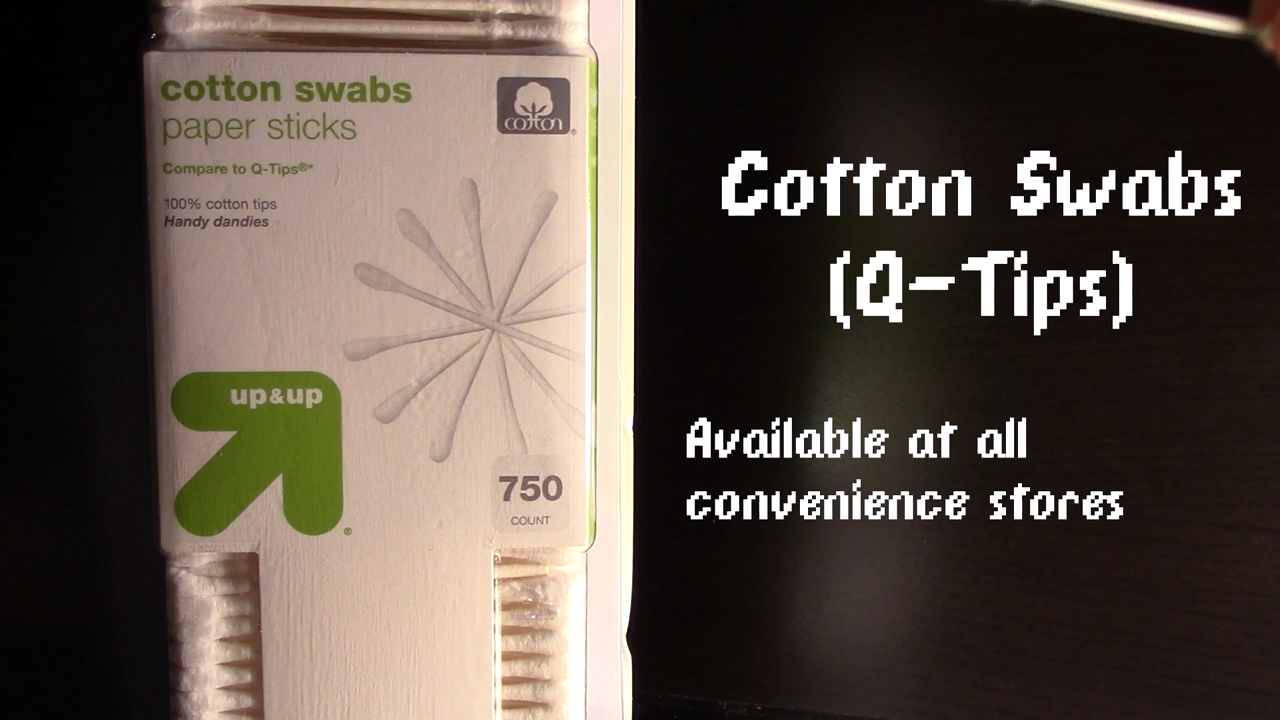 cotton swabs
paper sticks
Compare to Q-Tips®*
100% cotton tips
Handy dandies
cotton®
up&up®
750
COUNT
Cotton Swabs
(Q-Tips)
Available at all
convenience stores